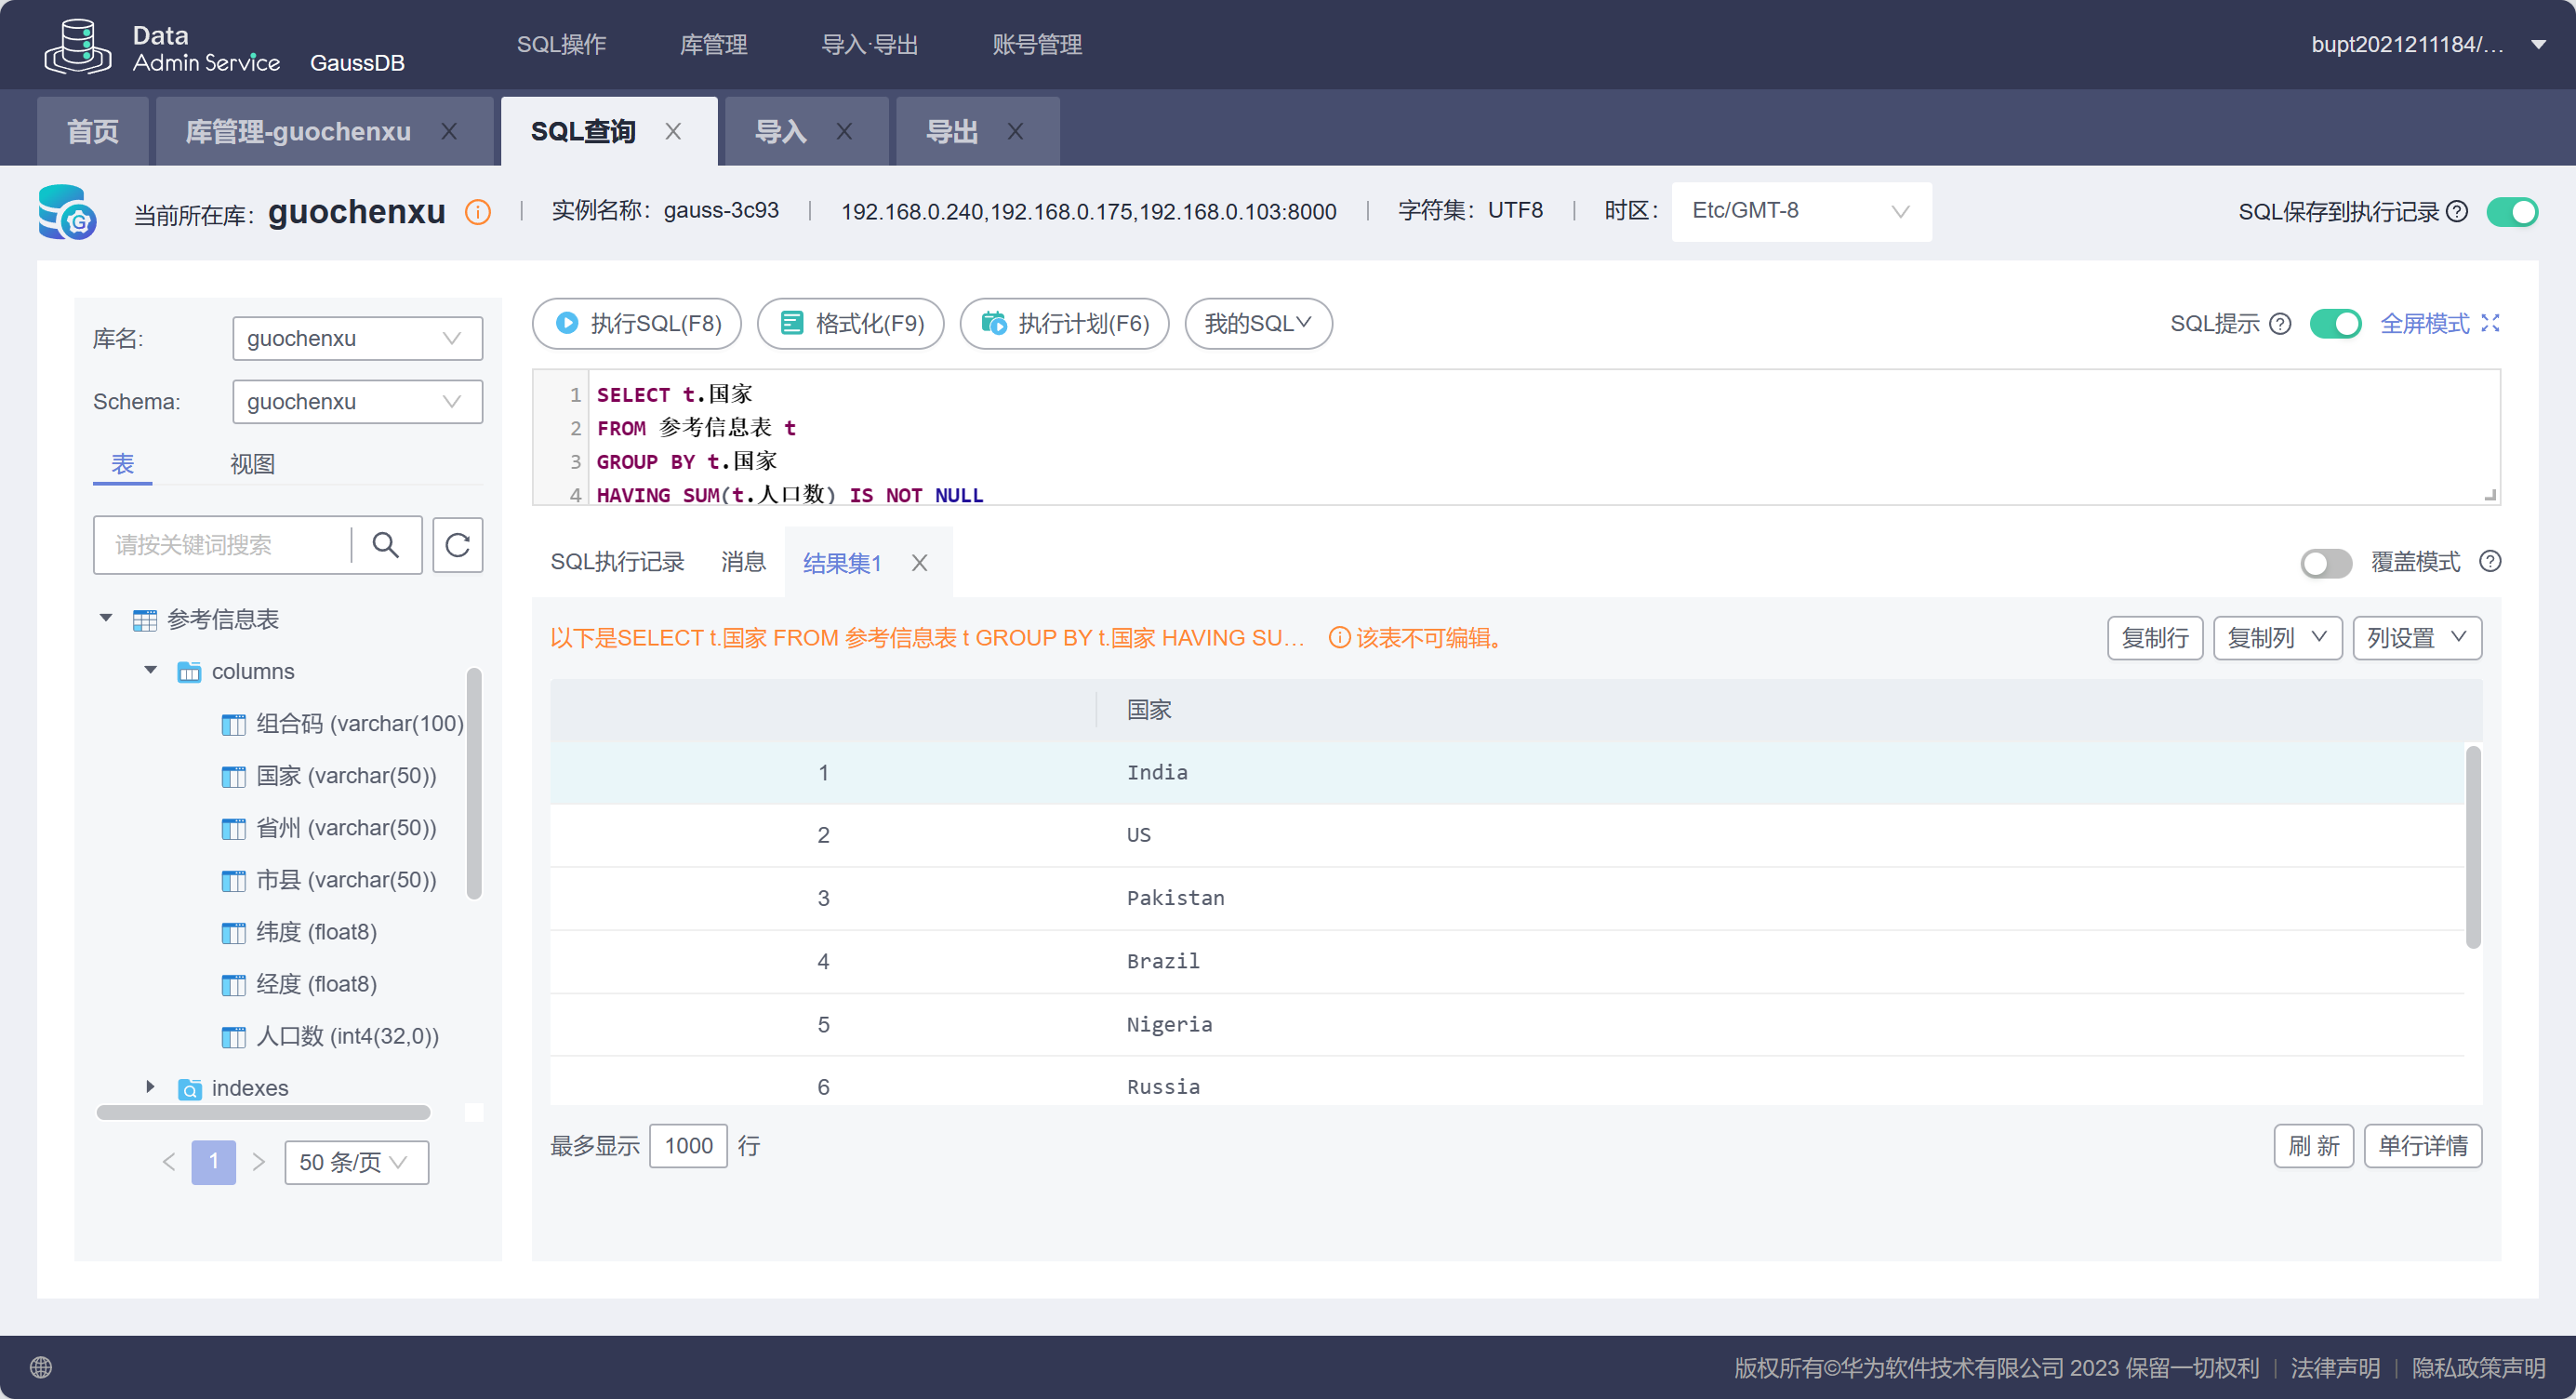 Data
Admin Service GaussDB
SQL操作 库管理 导入·导出 账号管理
bupt2021211184/...
首页 库管理-guochenxu SQL查询 导入 导出
当前所在库： guochenxu 实例名称：gauss-3c93 192.168.0.240,192.168.0.175,192.168.0.103:8000 字符集：UTF8 时区： Etc/GMT-8 SQL保存到执行记录
库名: guochenxu
Schema: guochenxu
表 视图
请按关键词搜索
参考信息表
columns
组合码 (varchar(100)
国家 (varchar(50))
省州 (varchar(50))
市县 (varchar(50))
纬度 (float8)
经度 (float8)
人口数 (int4(32,0))
indexes
1 50 条/页
执行SQL(F8) 格式化(F9) 执行计划(F6) 我的SQL SQL提示 全屏模式
1 SELECT t.国家
2 FROM 参考信息表 t
3 GROUP BY t.国家
4 HAVING SUM(t.人口数) IS NOT NULL
SQL执行记录 消息 结果集1 覆盖模式
以下是SELECT t.国家 FROM 参考信息表 t GROUP BY t.国家 HAVING SU... 该表不可编辑。 复制行 复制列 列设置
国家
1 India
2 US
3 Pakistan
4 Brazil
5 Nigeria
6 Russia
最多显示 1000 行 刷 新 单行详情
版权所有©华为软件技术有限公司 2023 保留一切权利 | 法律声明 | 隐私政策声明